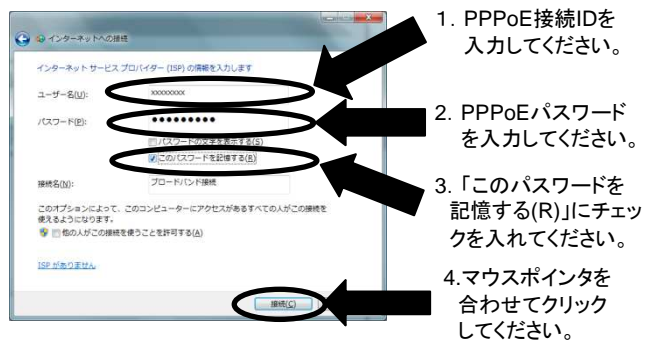 インターネットへの接続
インターネット サービス プロバイダー (ISP) の情報を入力します
ユーザー名(U):
xxxxxxxx
パスワード(P):
●●●●●●●●●
パスワードの文字を表示する(S)
このパスワードを記憶する(R)
接続名(N):
ブロードバンド接続
このオプションによって、このコンピューターにアクセスがあるすべての人がこの接続を
使えるようになります。
他の人がこの接続を使うことを許可する(A)
ISP がありません
接続(C)
1. PPPoE接続IDを
入力してください。
2. PPPoEパスワード
を入力してください。
3. 「このパスワードを
記憶する(R)」にチェッ
クを入れてください。
4.マウスポインタを
合わせてクリック
してください。